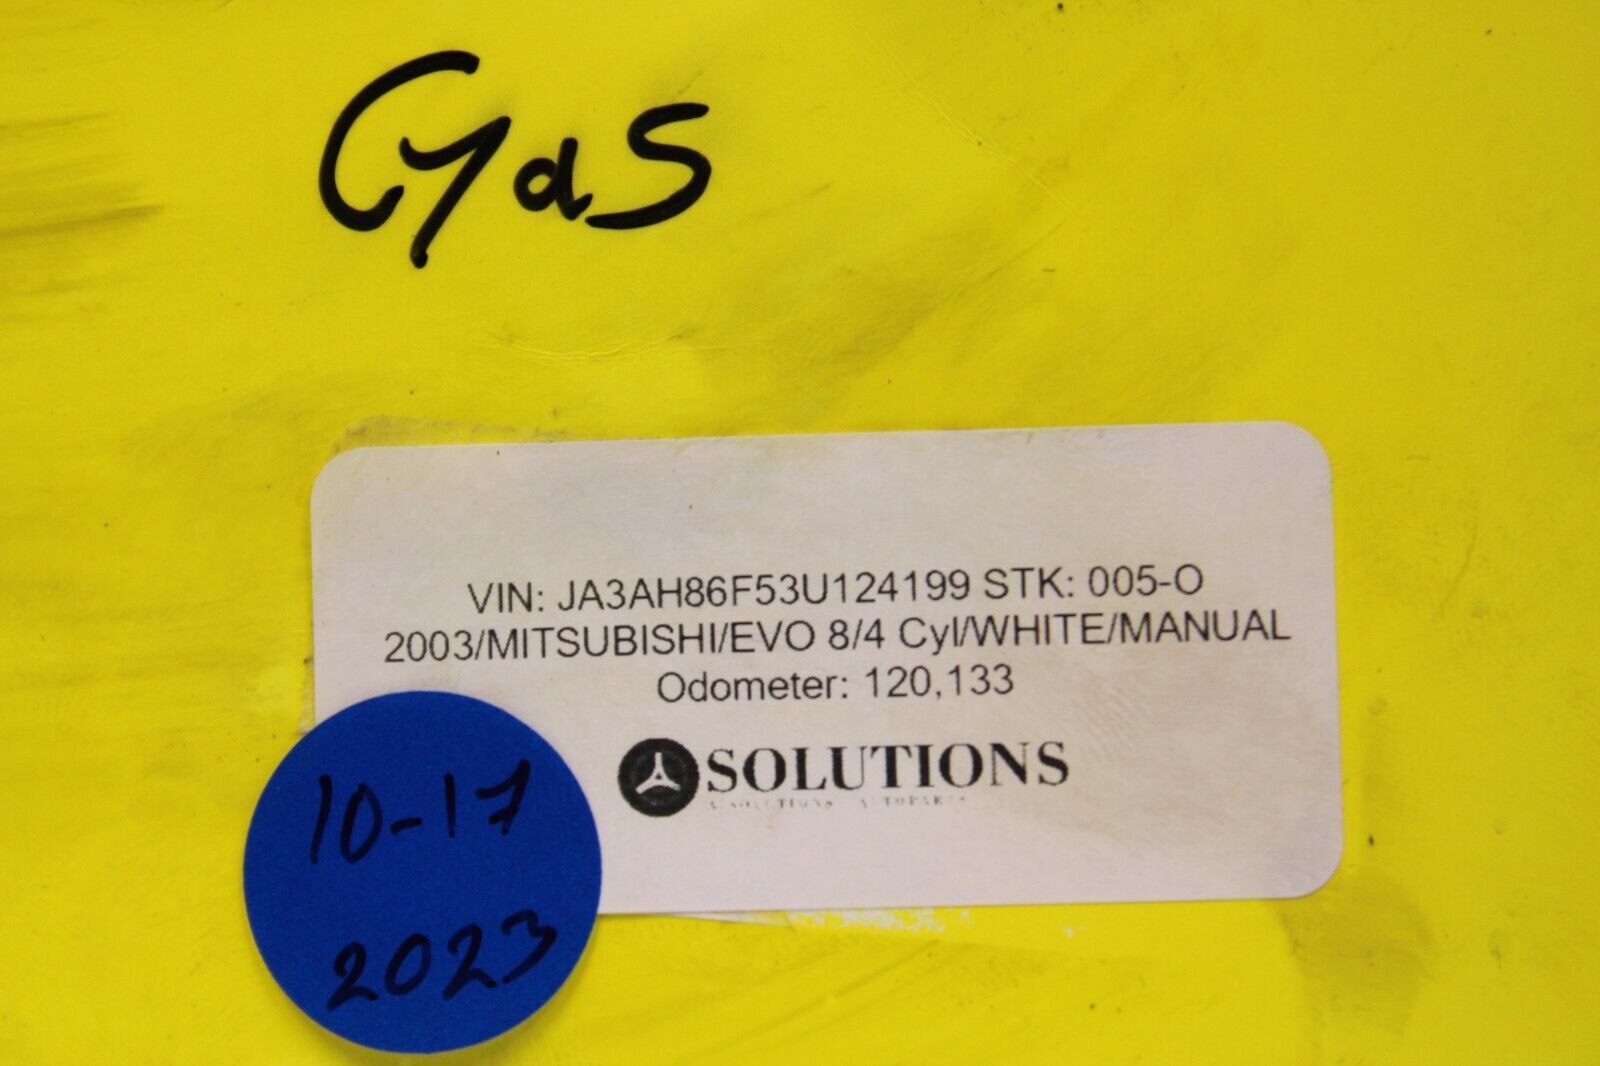 Gas
VIN: JA3AH86F53U124199 STK: 005-O
2003/MITSUBISHI/EVO 8/4 Cyl/WHITE/MANUAL
Odometer: 120,133
SOLUTIONS
10-17
2023